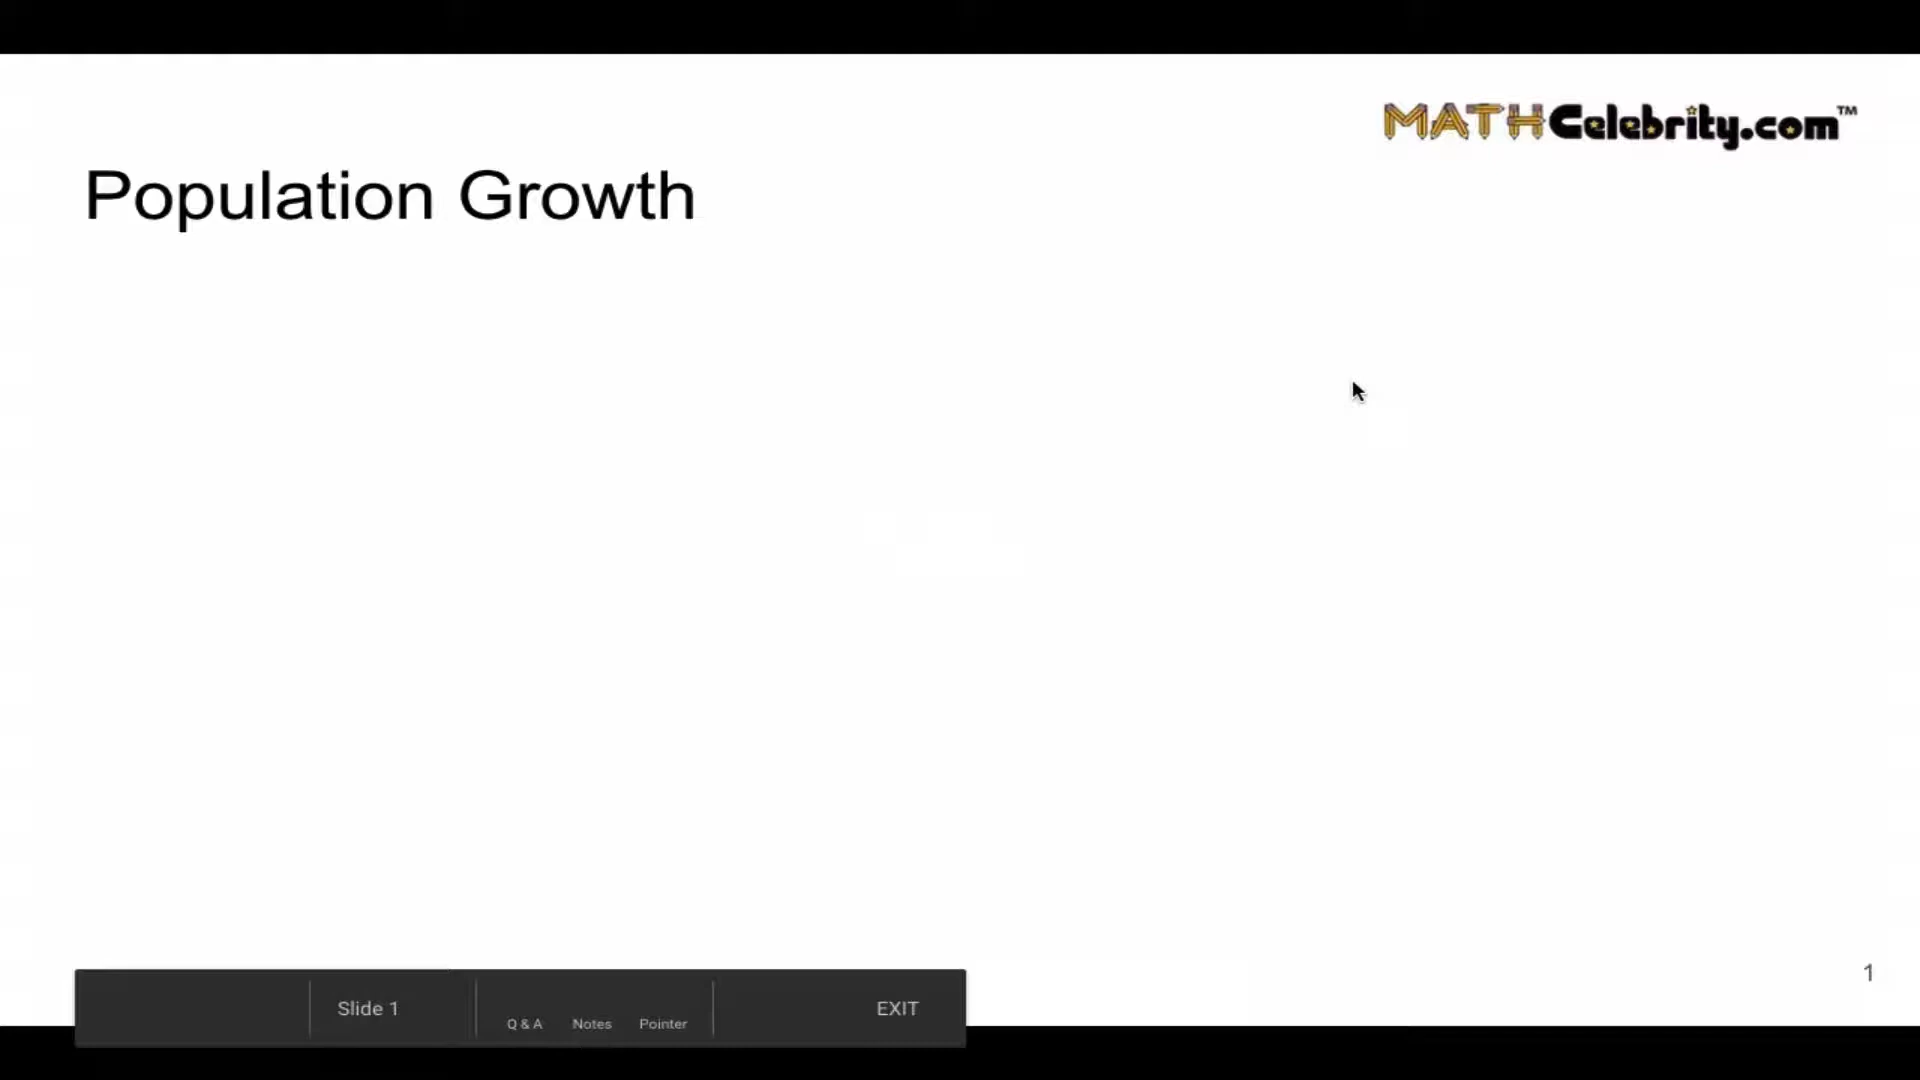 MATHCelebrity.com™
Population Growth
1
Slide 1
Q & A Notes Pointer
EXIT